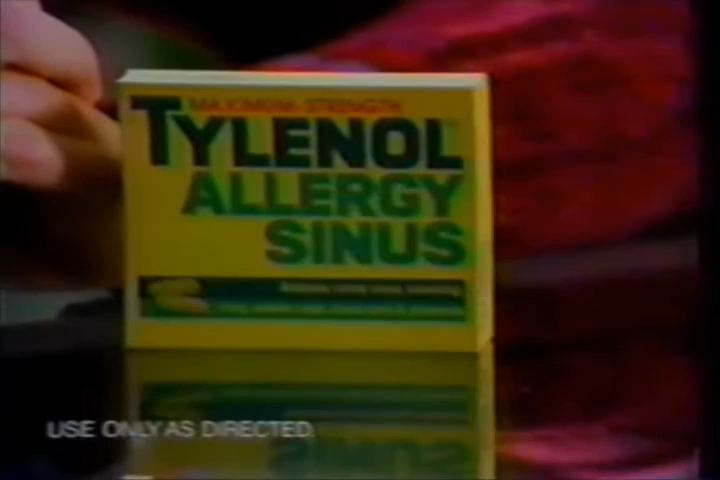 MAXIMUM-STRENGTH
TYLENOL
ALLERGY
SINUS
USE ONLY AS DIRECTED.